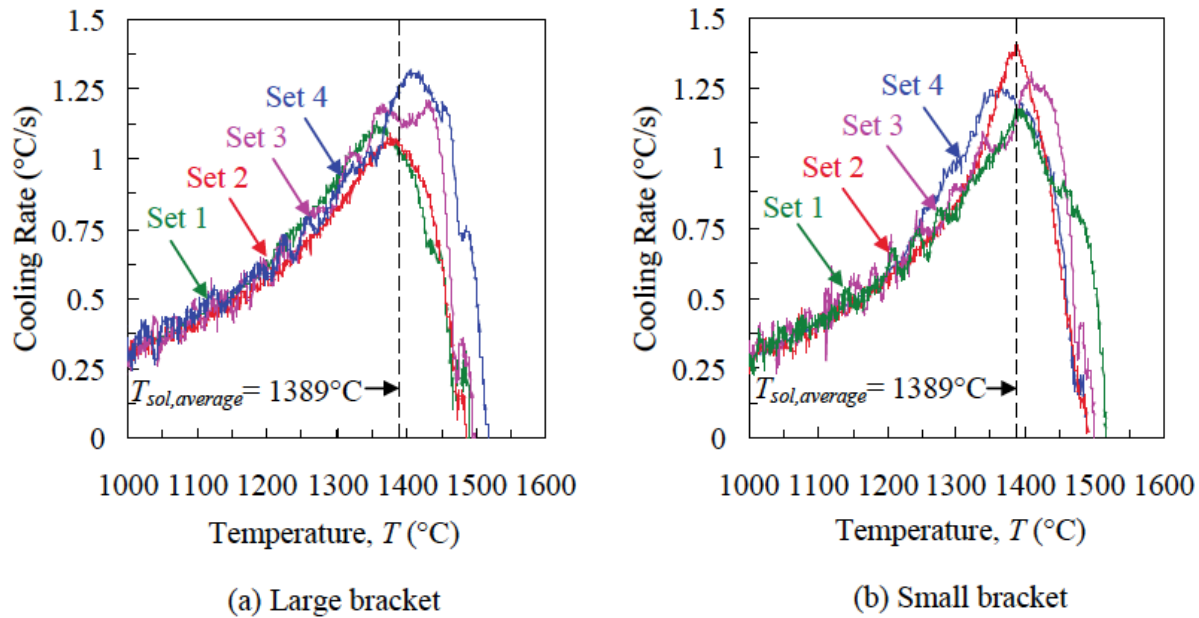 1.5
1.25
1
0.75
0.5
0.25
0
Cooling Rate (°C/s)
Set 4
Set 3
Set 2
Set 1
T_sol,average = 1389°C
1000 1100 1200 1300 1400 1500 1600
Temperature, T (°C)
(a) Large bracket
1.5
1.25
1
0.75
0.5
0.25
0
Cooling Rate (°C/s)
Set 4
Set 3
Set 2
Set 1
T_sol,average = 1389°C
1000 1100 1200 1300 1400 1500 1600
Temperature, T (°C)
(b) Small bracket